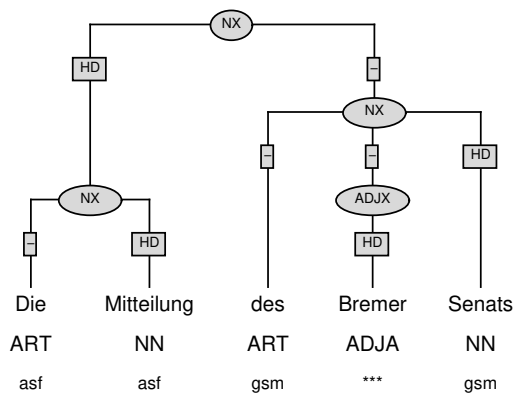 NX
HD –
NX
– – HD
NX ADJX
– HD HD
Die Mitteilung des Bremer Senats
ART NN ART ADJA NN
asf asf gsm *** gsm